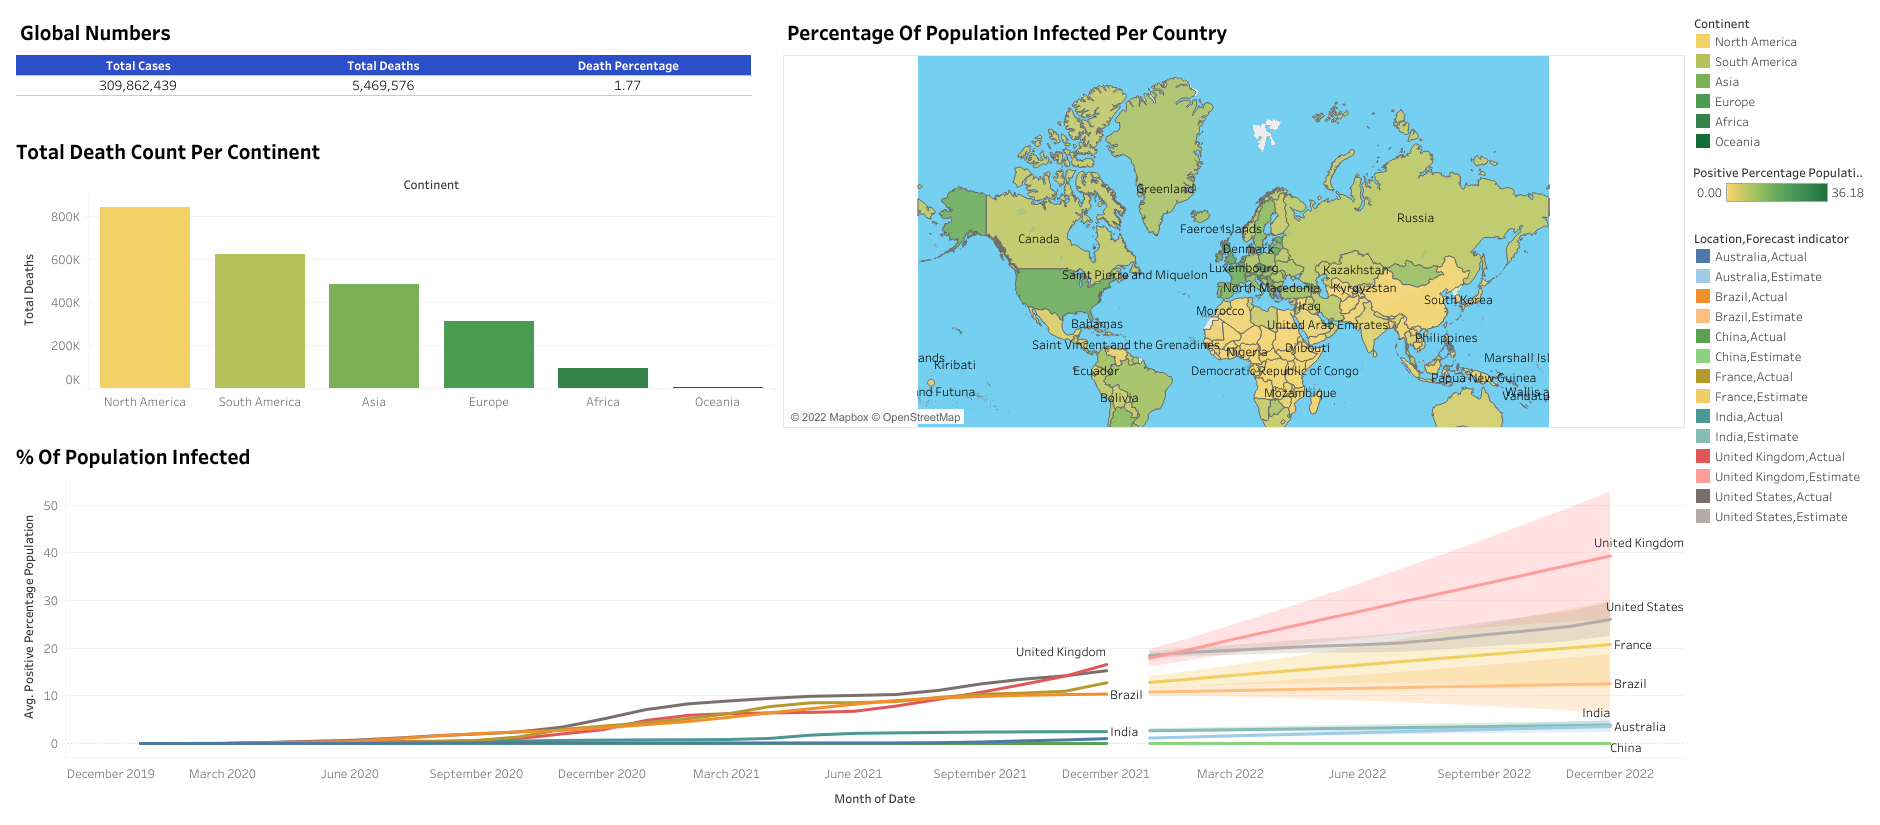 Global Numbers
Total Cases Total Deaths Death Percentage
309,862,439 5,469,576 1.77
Total Death Count Per Continent
Continent
Total Deaths
800K
600K
400K
200K
0K
North America South America Asia Europe Africa Oceania
Percentage Of Population Infected Per Country
Greenland
Russia
Faeroe Islands
Canada
Denmark
Luxembourg
Kazakhstan
Saint Pierre and Miquelon
North Macedonia
Kyrgyzstan
South Korea
Iraq
Morocco
Bahamas
United Arab Emirates
Philippines
Saint Vincent and the Grenadines
Nigeria
Djibouti
ands
Marshall Isl
Kiribati
Ecuador
Democratic Republic of Congo
Papua New Guinea
nd Futuna
Mozambique
Wallis a
Bolivia
© 2022 Mapbox © OpenStreetMap
Continent
North America
South America
Asia
Europe
Africa
Oceania
Positive Percentage Populati..
0.00 36.18
Location,Forecast indicator
Australia,Actual
Australia,Estimate
Brazil,Actual
Brazil,Estimate
China,Actual
China,Estimate
France,Actual
France,Estimate
India,Actual
India,Estimate
United Kingdom,Actual
United Kingdom,Estimate
United States,Actual
United States,Estimate
% Of Population Infected
Avg. Positive Percentage Population
50
40
30
20
10
0
United Kingdom
Brazil
India
United Kingdom
United States
France
Brazil
India
Australia
China
December 2019 March 2020 June 2020 September 2020 December 2020 March 2021 June 2021 September 2021 December 2021 March 2022 June 2022 September 2022 December 2022
Month of Date